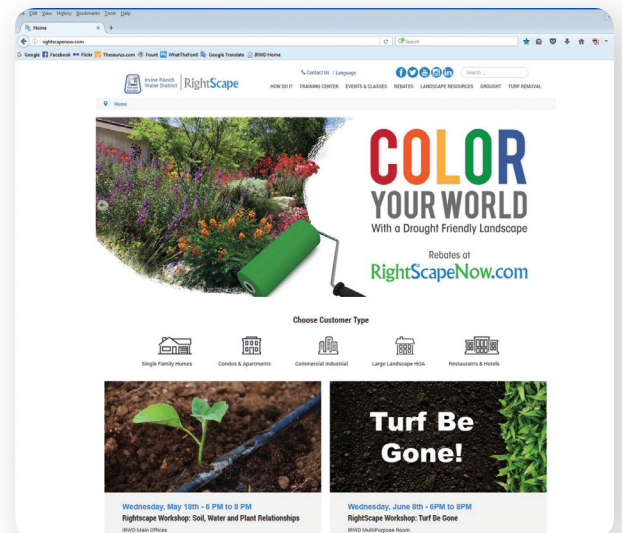 Edit View History Bookmarks Tools Help
Home
rightscapenow.com
Search
Google Facebook Flickr Thesaurus.com Fount WhatTheFont! Google Translate IRWD Home
Contact Us | Language
Search...
Irvine Ranch
Water District
RightScape
HOW DO I? TRAINING CENTER EVENTS & CLASSES REBATES LANDSCAPE RESOURCES DROUGHT TURF REMOVAL
Home
COLOR
YOUR WORLD
With a Drought Friendly Landscape
Rebates at
RightScapeNow.com
Choose Customer Type
Single Family Homes Condos & Apartments Commercial Industrial Large Landscape HOA Restaurants & Hotels
Turf Be
Gone!
Wednesday, May 18th - 6 PM to 8 PM
Rightscape Workshop: Soil, Water and Plant Relationships
IRWD Main Offices
Wednesday, June 8th - 6PM to 8PM
RightScape Workshop: Turf Be Gone
IRWD MultiPurpose Room